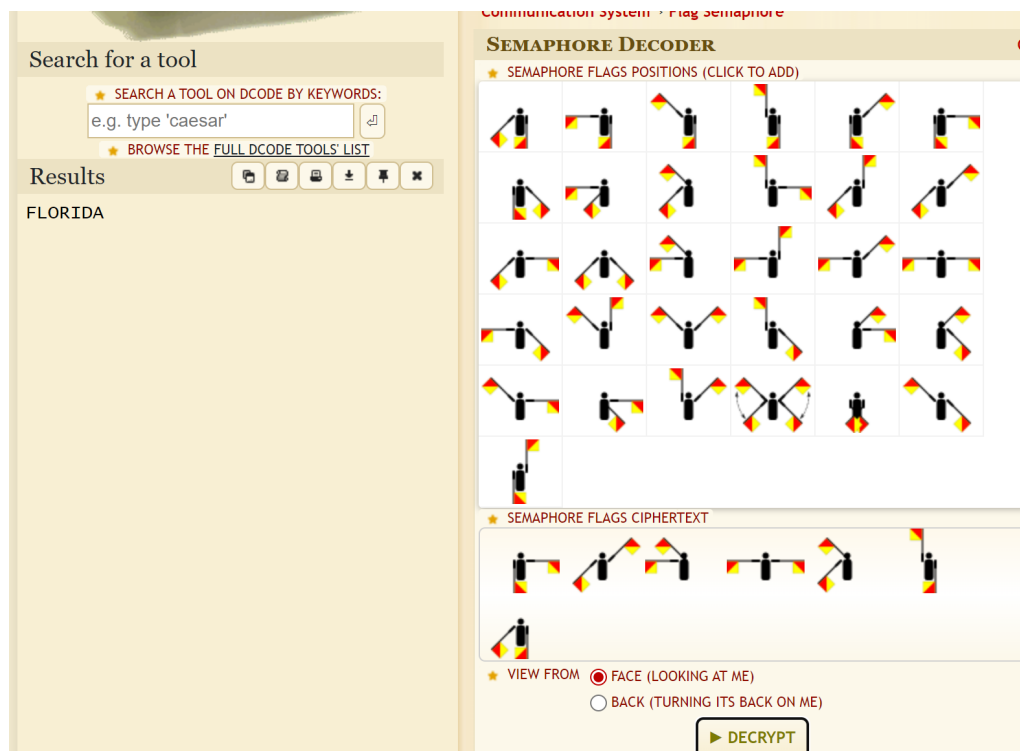 Communication System › Flag Semaphore
Search for a tool
★ SEARCH A TOOL ON DCODE BY KEYWORDS:
e.g. type 'caesar'
★ BROWSE THE FULL DCODE TOOLS' LIST
Results
FLORIDA
SEMAPHORE DECODER
★ SEMAPHORE FLAGS POSITIONS (CLICK TO ADD)
★ SEMAPHORE FLAGS CIPHERTEXT
★ VIEW FROM FACE (LOOKING AT ME)
BACK (TURNING ITS BACK ON ME)
► DECRYPT